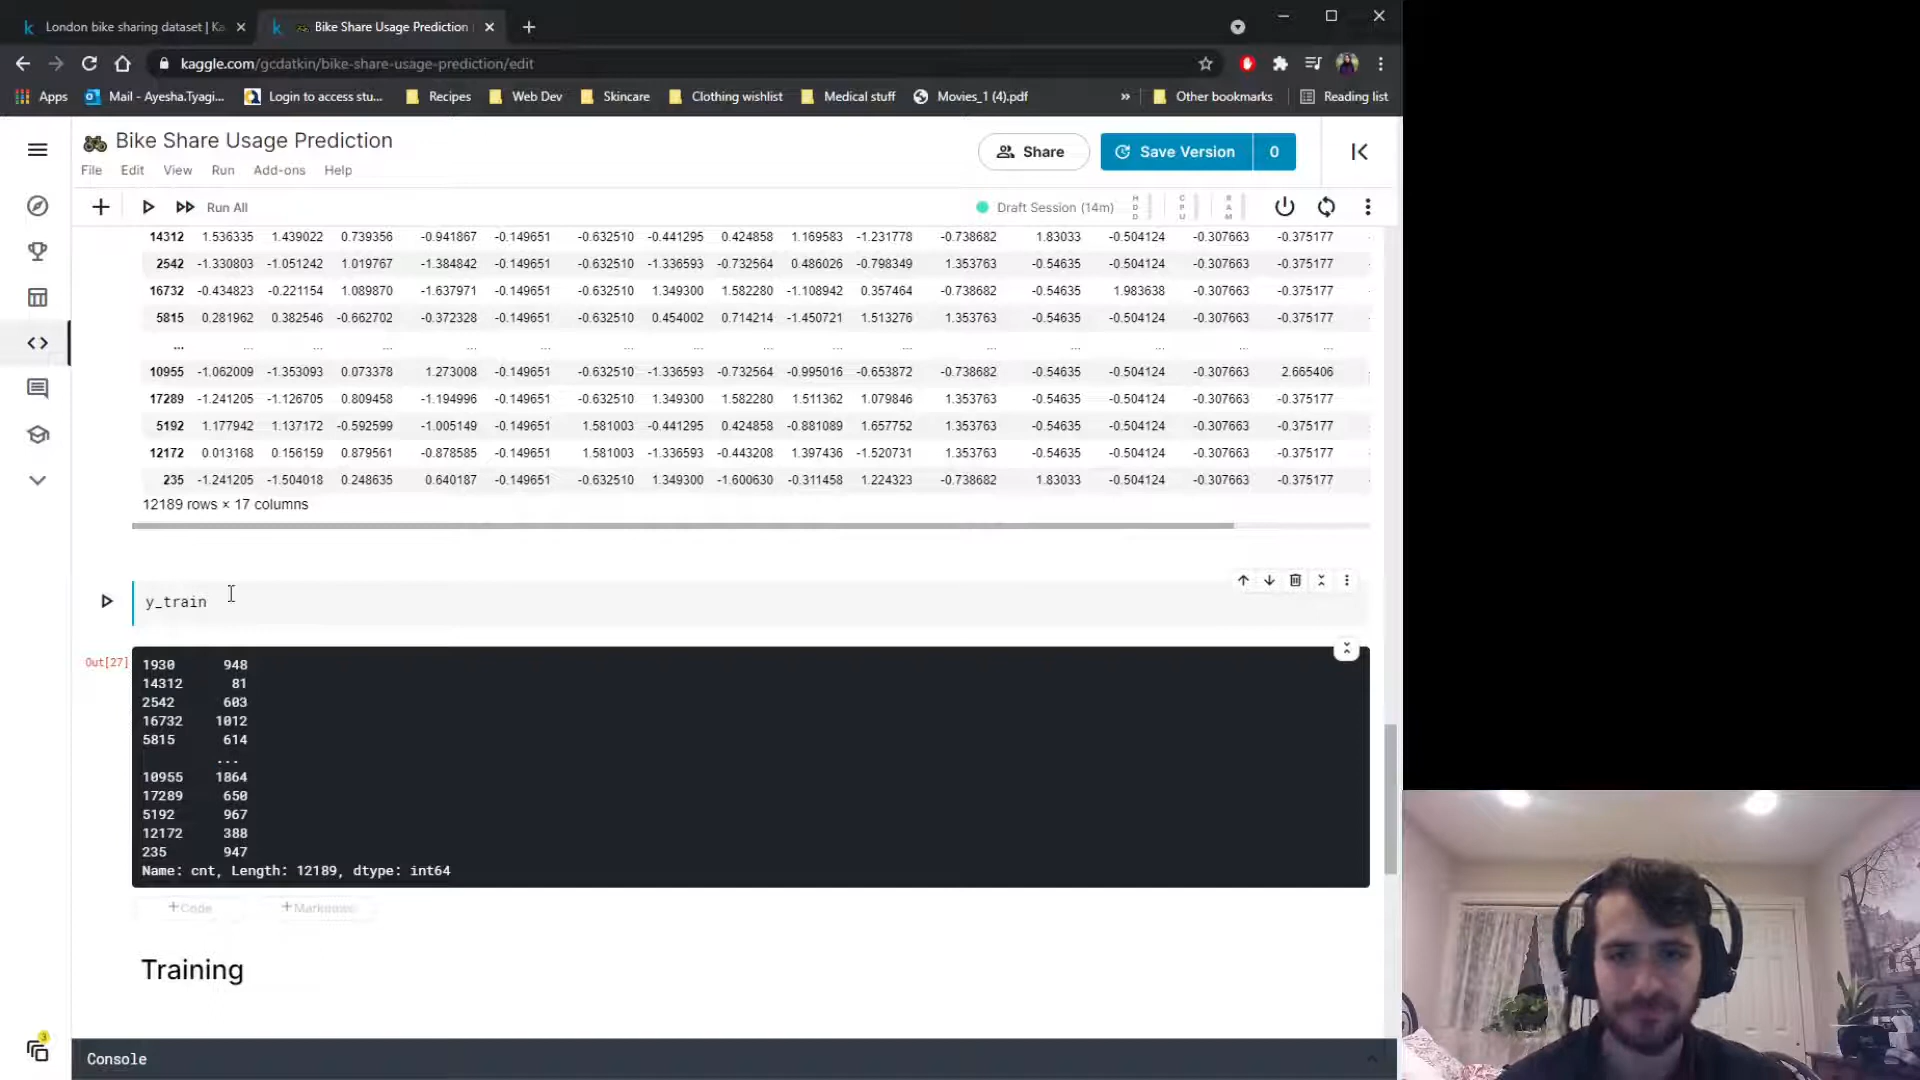 London bike sharing dataset | Ka
Bike Share Usage Prediction
kaggle.com/gcdatkin/bike-share-usage-prediction/edit
Apps
Mail - Ayesha.Tyagi...
Login to access stu...
Recipes
Web Dev
Skincare
Clothing wishlist
Medical stuff
Movies_1 (4).pdf
»
Other bookmarks
Reading list
Bike Share Usage Prediction
File Edit View Run Add-ons Help
Share
Save Version 0
Run All
Draft Session (14m)
HDD
CPU
RAM
14312 1.536335 1.439022 0.739356 -0.941867 -0.149651 -0.632510 -0.441295 0.424858 1.169583 -1.231778 -0.738682 1.83033 -0.504124 -0.307663 -0.375177
2542 -1.330803 -1.051242 1.019767 -1.384842 -0.149651 -0.632510 -1.336593 -0.732564 0.486026 -0.798349 1.353763 -0.54635 -0.504124 -0.307663 -0.375177
16732 -0.434823 -0.221154 1.089870 -1.637971 -0.149651 -0.632510 1.349300 1.582280 -1.108942 0.357464 -0.738682 -0.54635 1.983638 -0.307663 -0.375177
5815 0.281962 0.382546 -0.662702 -0.372328 -0.149651 -0.632510 0.454002 0.714214 -1.450721 1.513276 1.353763 -0.54635 -0.504124 -0.307663 -0.375177
... ... ... ... ... ... ... ... ... ... ... ... ... ... ... ...
10955 -1.062009 -1.353093 0.073378 1.273008 -0.149651 -0.632510 -1.336593 -0.732564 -0.995016 -0.653872 -0.738682 -0.54635 -0.504124 -0.307663 2.665406
17289 -1.241205 -1.126705 0.809458 -1.194996 -0.149651 -0.632510 1.349300 1.582280 1.511362 1.079846 1.353763 -0.54635 -0.504124 -0.307663 -0.375177
5192 1.177942 1.137172 -0.592599 -1.005149 -0.149651 1.581003 -0.441295 0.424858 -0.881089 1.657752 1.353763 -0.54635 -0.504124 -0.307663 -0.375177
12172 0.013168 0.156159 0.879561 -0.878585 -0.149651 1.581003 -1.336593 -0.443208 1.397436 -1.520731 1.353763 -0.54635 -0.504124 -0.307663 -0.375177
235 -1.241205 -1.504018 0.248635 0.640187 -0.149651 -0.632510 1.349300 -1.600630 -0.311458 1.224323 -0.738682 1.83033 -0.504124 -0.307663 -0.375177
12189 rows × 17 columns
y_train
Out[27]
1930 948
14312 81
2542 603
16732 1012
5815 614
...
10955 1864
17289 650
5192 967
12172 388
235 947
Name: cnt, Length: 12189, dtype: int64
+ Code + Markdown
Training
3
Console